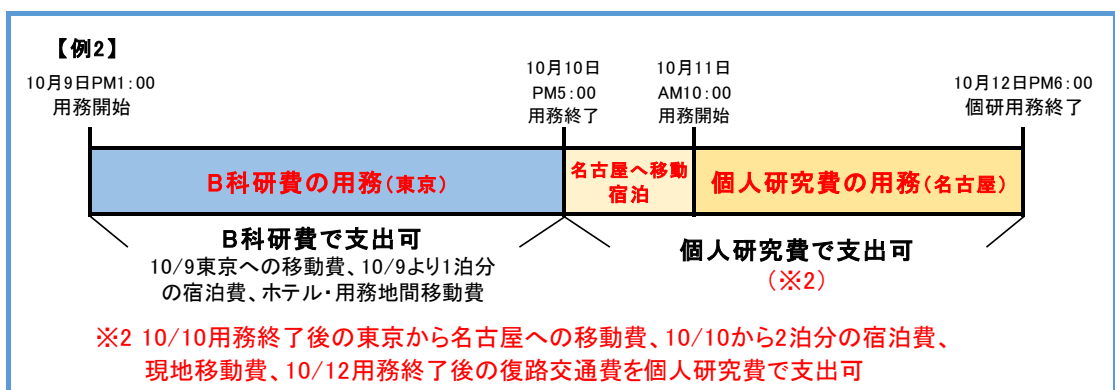 【例2】
10月9日PM1:00
用務開始
10月10日
PM5:00
用務終了
10月11日
AM10:00
用務開始
10月12日PM6:00
個研用務終了
B科研費の用務(東京)
名古屋へ移動
宿泊
個人研究費の用務(名古屋)
B科研費で支出可
10/9東京への移動費、10/9より1泊分
の宿泊費、ホテル・用務地間移動費
個人研究費で支出可
(※2)
※2 10/10用務終了後の東京から名古屋への移動費、10/10から2泊分の宿泊費、
現地移動費、10/12用務終了後の復路交通費を個人研究費で支出可